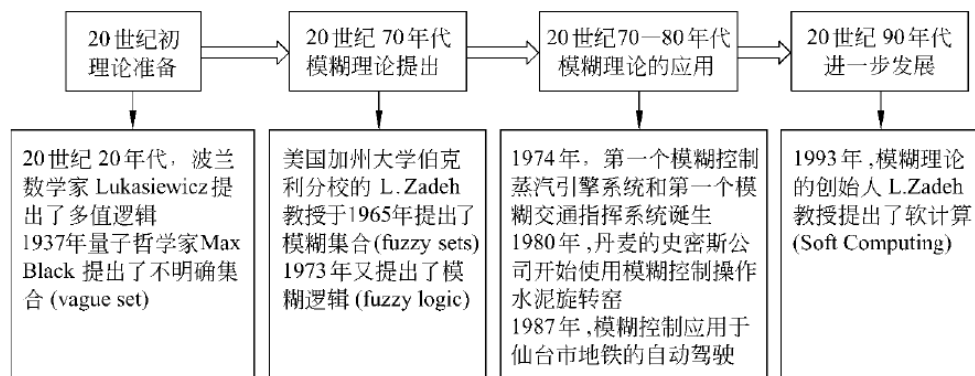 20世纪初
理论准备
20世纪 70年代
模糊理论提出
20世纪70—80年代
模糊理论的应用
20世纪 90年代
进一步发展
20世纪 20年代，波兰
数学家 Lukasiewicz提
出了多值逻辑
1937年量子哲学家Max
Black 提出了不明确集
合 (vague set)
美国加州大学伯克
利分校的 L. Zadeh
教授于1965年提出了
模糊集合 (fuzzy sets)
1973年又提出了模
糊逻辑 (fuzzy logic)
1974年，第一个模糊控制
蒸汽引擎系统和第一个模
糊交通指挥系统诞生
1980年 ,丹麦的史密斯公
司开始使用模糊控制操作
水泥旋转窑
1987年 ,模糊控制应用于
仙台市地铁的自动驾驶
1993年 ,模糊理论
的创始人 L.Zadeh
教授提出了软计算
(Soft Computing)